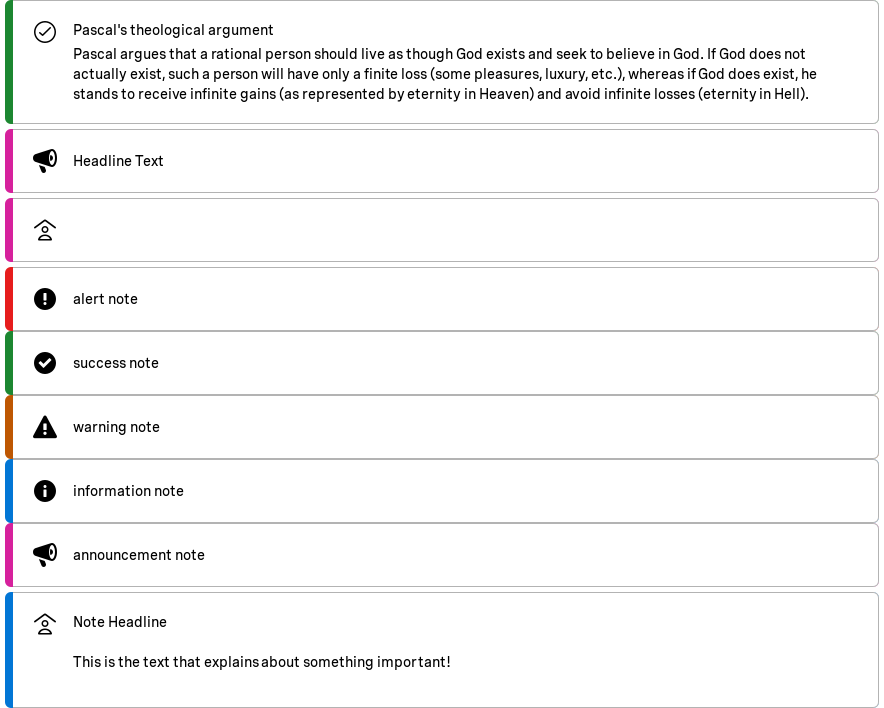 Pascal's theological argument
Pascal argues that a rational person should live as though God exists and seek to believe in God. If God does not
actually exist, such a person will have only a finite loss (some pleasures, luxury, etc.), whereas if God does exist, he
stands to receive infinite gains (as represented by eternity in Heaven) and avoid infinite losses (eternity in Hell).
Headline Text
alert note
success note
warning note
information note
announcement note
Note Headline
This is the text that explains about something important!